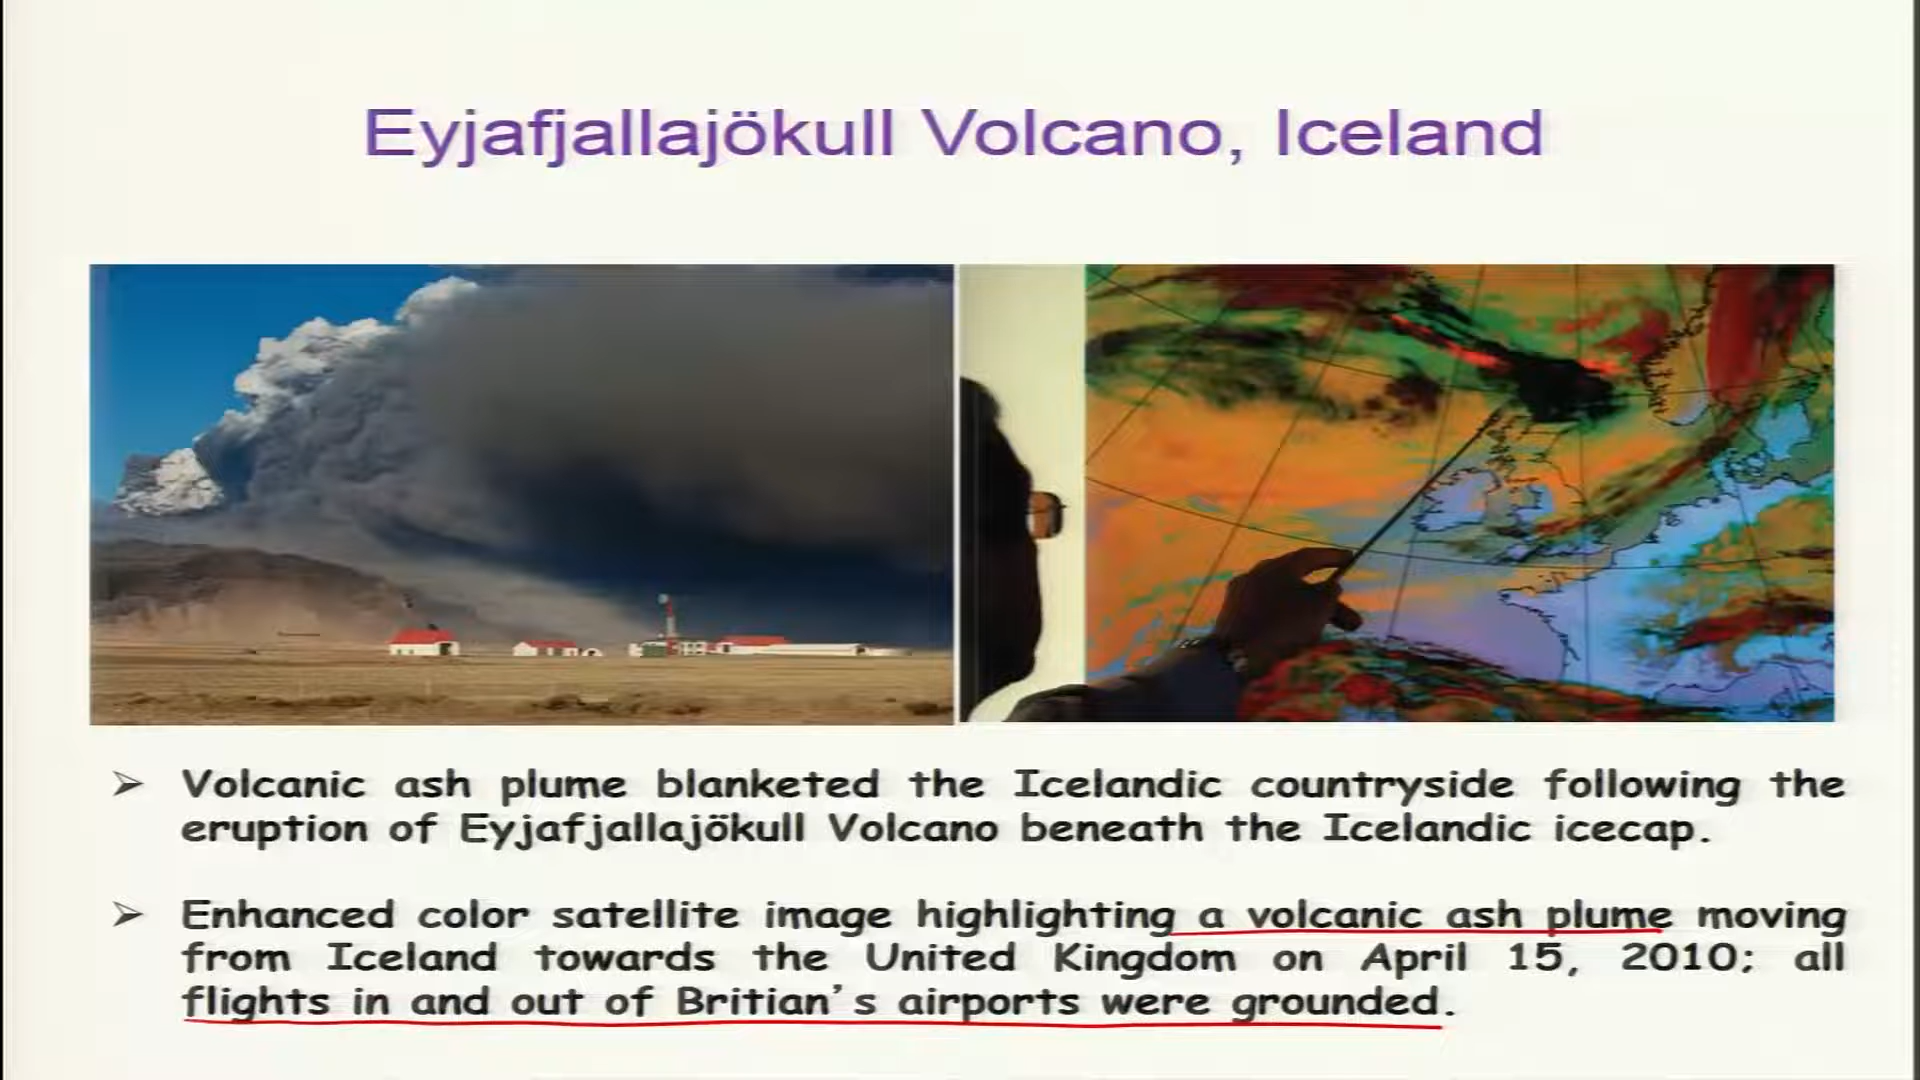 Eyjafjallajökull Volcano, Iceland
➢ Volcanic ash plume blanketed the Icelandic countryside following the
eruption of Eyjafjallajökull Volcano beneath the Icelandic icecap.
➢ Enhanced color satellite image highlighting a volcanic ash plume moving
from Iceland towards the United Kingdom on April 15, 2010; all
flights in and out of Britian's airports were grounded.